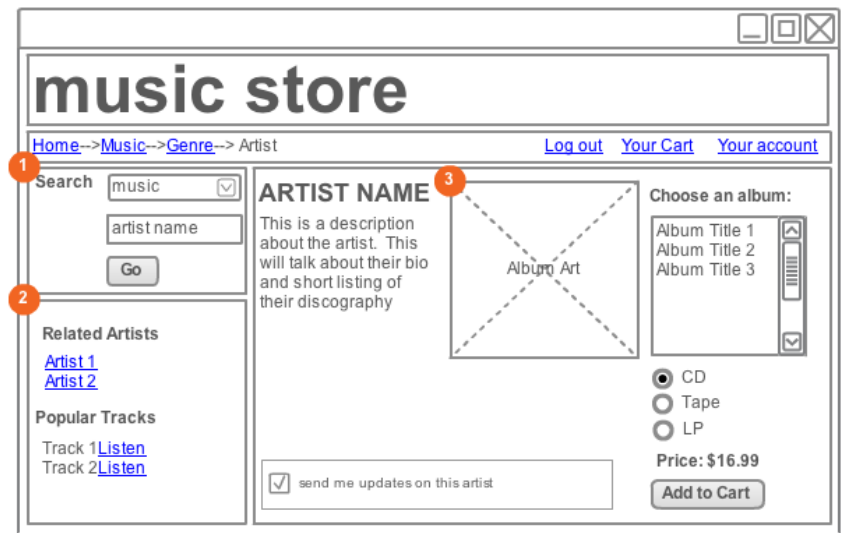 music store
Home-->Music-->Genre--> Artist
Log out Your Cart Your account
1
Search
music
artist name
Go
2
Related Artists
Artist 1
Artist 2
Popular Tracks
Track 1Listen
Track 2Listen
ARTIST NAME
This is a description
about the artist. This
will talk about their bio
and short listing of
their discography
3
Album Art
send me updates on this artist
Choose an album:
Album Title 1
Album Title 2
Album Title 3
CD
Tape
LP
Price: $16.99
Add to Cart